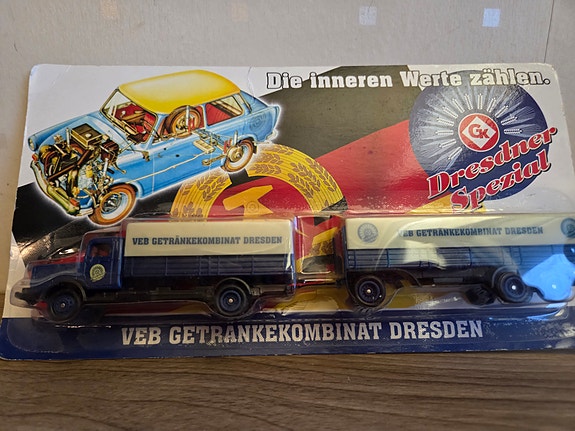 Die inneren Werte zählen.
GK
Dresdner
Spezial
VEB GETRÄNKEKOMBINAT DRESDEN
VEB GETRÄNKEKOMBINAT DRESDEN
VEB GETRÄNKEKOMBINAT DRESDEN